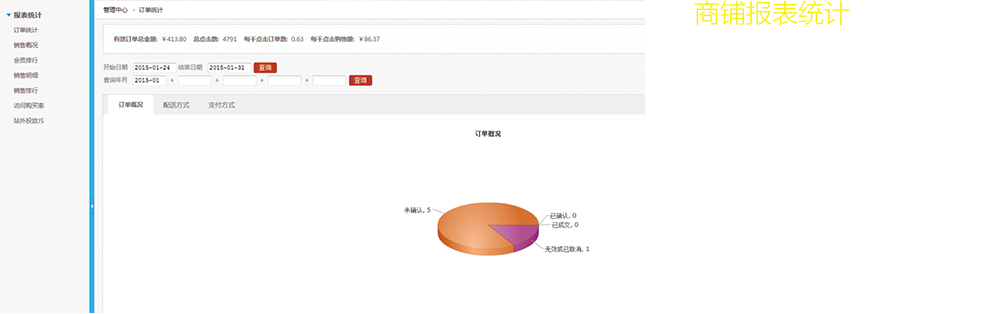 商铺报表统计
报表统计
订单统计
销售概况
会员排行
销售明细
销售排行
访问购买率
站外投放JS
管理中心 - 订单统计
有效订单总金额: ￥413.80 总点击数: 4791 每千点击订单数: 0.63 每千点击购物额: ￥86.37
开始日期 2015-01-24 结束日期 2015-01-31 查询
查询年月 2015-01 + + + + 查询
订单概况 配送方式 支付方式
订单概况
未确认, 5
已确认, 0
已成交, 0
无效或已取消, 1